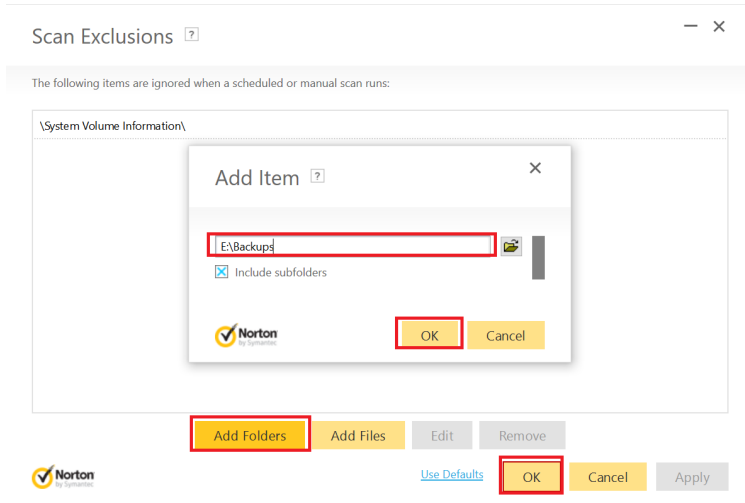 Scan Exclusions ?
The following items are ignored when a scheduled or manual scan runs:
\System Volume Information\
Add Item ?
E:\Backups
Include subfolders
Norton
by Symantec
OK Cancel
Add Folders Add Files Edit Remove
Norton
by Symantec
Use Defaults OK Cancel Apply